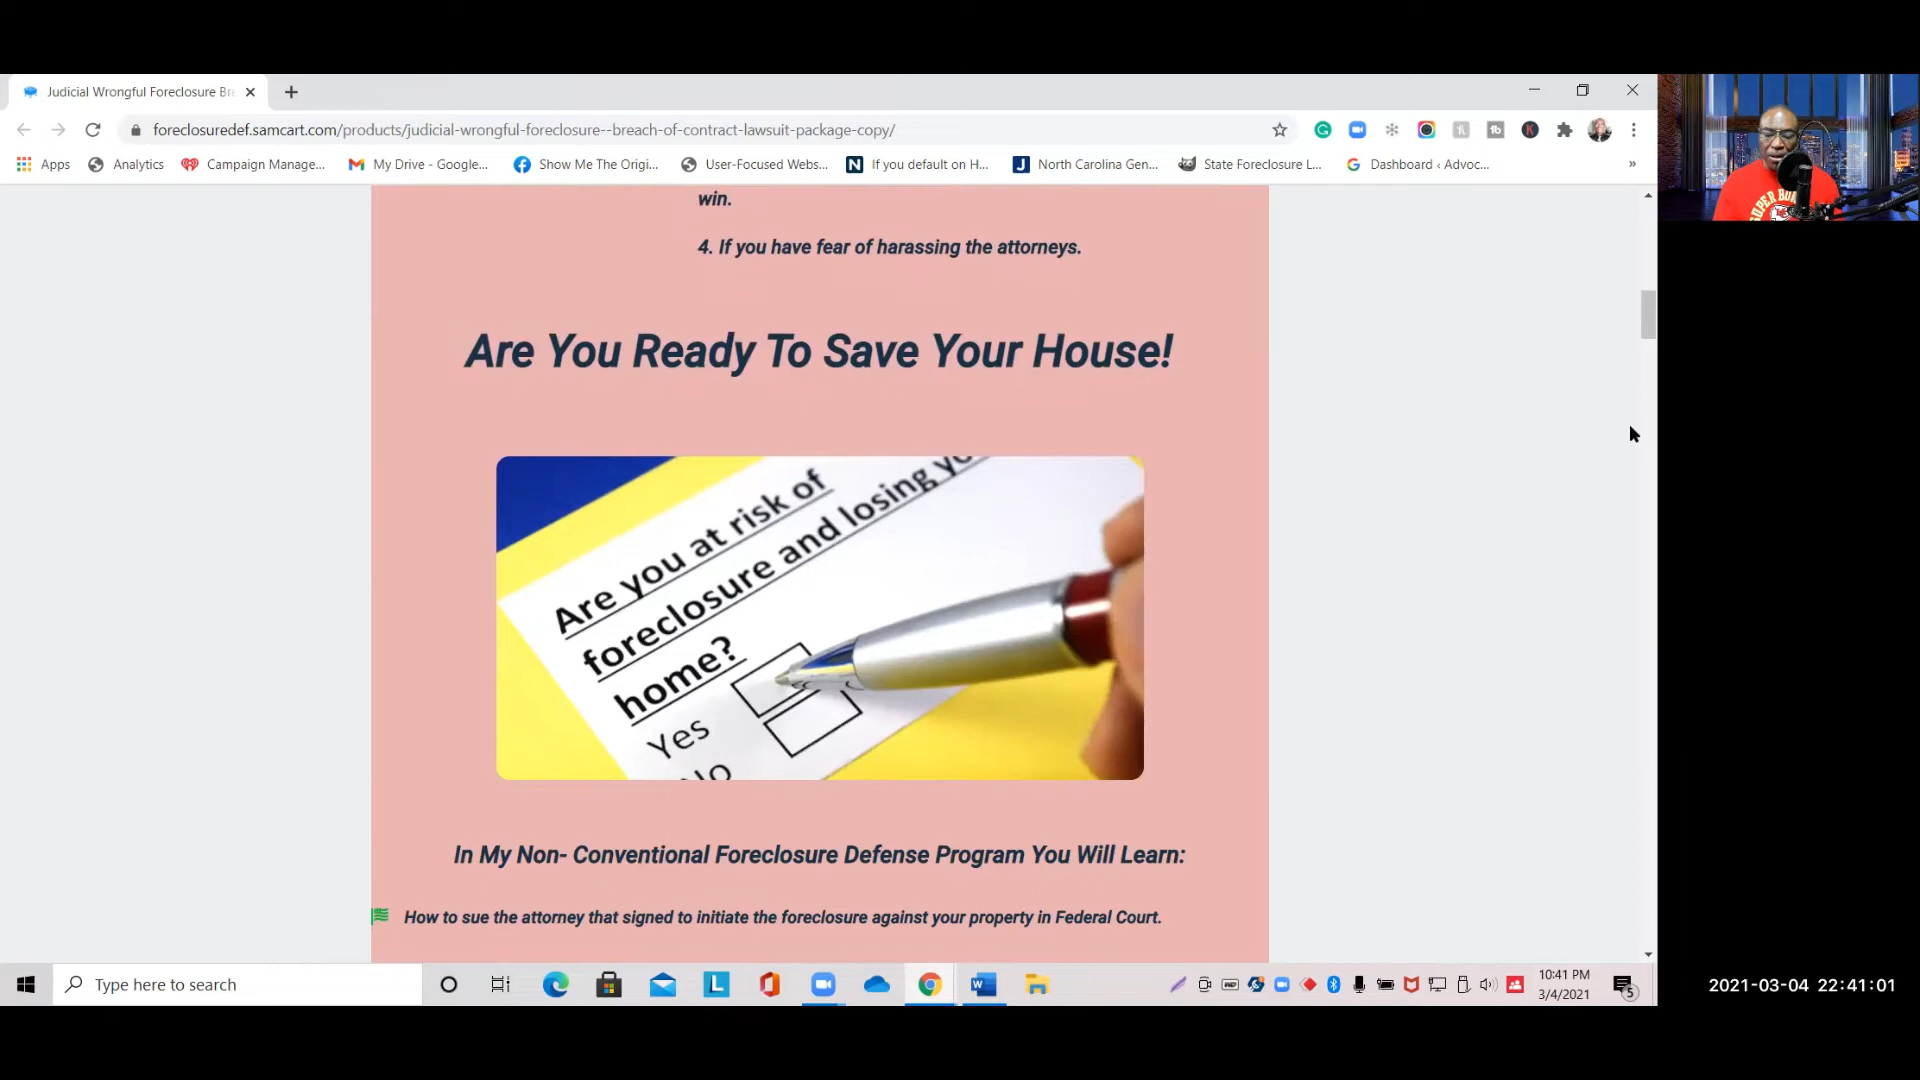 Judicial Wrongful Foreclosure Bre
foreclosuredef.samcart.com/products/judicial-wrongful-foreclosure--breach-of-contract-lawsuit-package-copy/
Apps
Analytics
Campaign Manage...
My Drive - Google...
Show Me The Origi...
User-Focused Webs...
If you default on H...
North Carolina Gen...
State Foreclosure L...
Dashboard ‹ Advoc...
»
win.
4. If you have fear of harassing the attorneys.
Are You Ready To Save Your House!
Are you at risk of
foreclosure and losing yo
home?
Yes
No
In My Non- Conventional Foreclosure Defense Program You Will Learn:
How to sue the attorney that signed to initiate the foreclosure against your property in Federal Court.
Type here to search
10:41 PM
3/4/2021
5
2021-03-04 22:41:01